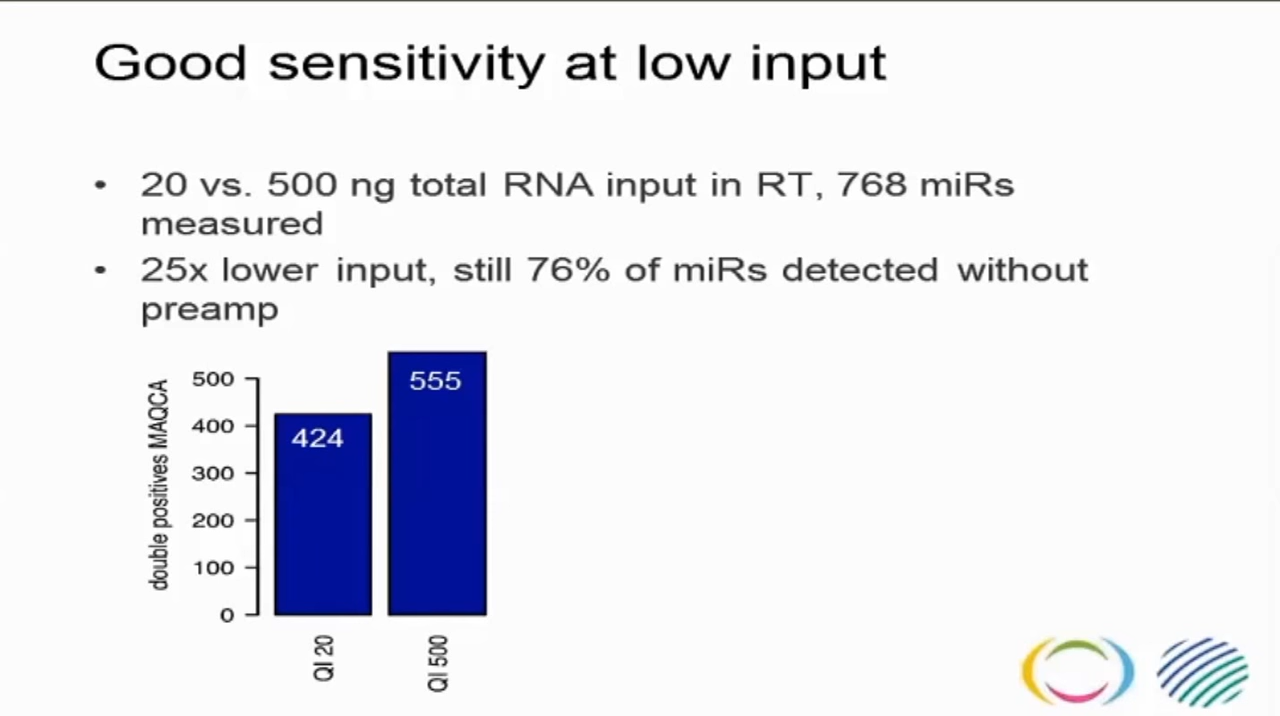 Good sensitivity at low input
• 20 vs. 500 ng total RNA input in RT, 768 miRs
measured
• 25x lower input, still 76% of miRs detected without
preamp
double positives MAQCA
500
400
300
200
100
0
424
555
QI 20
QI 500